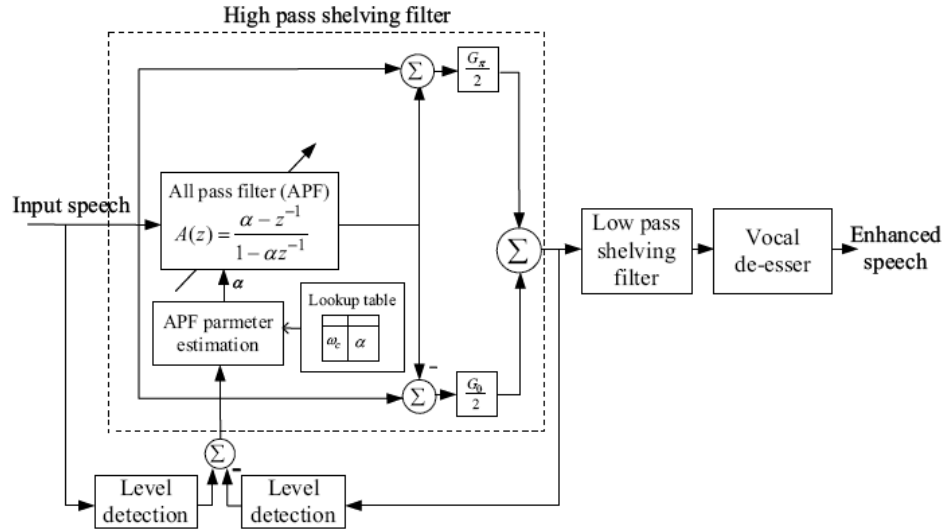 High pass shelving filter
Σ
G_π
2
All pass filter (APF)
A(z) = (α − z⁻¹) / (1 − αz⁻¹)
Input speech
Σ
Low pass
shelving
filter
Vocal
de-esser
Enhanced
speech
α
Lookup table
ω_c α
APF parmeter
estimation
-
Σ
G_0
2
Σ
-
Level
detection
Level
detection